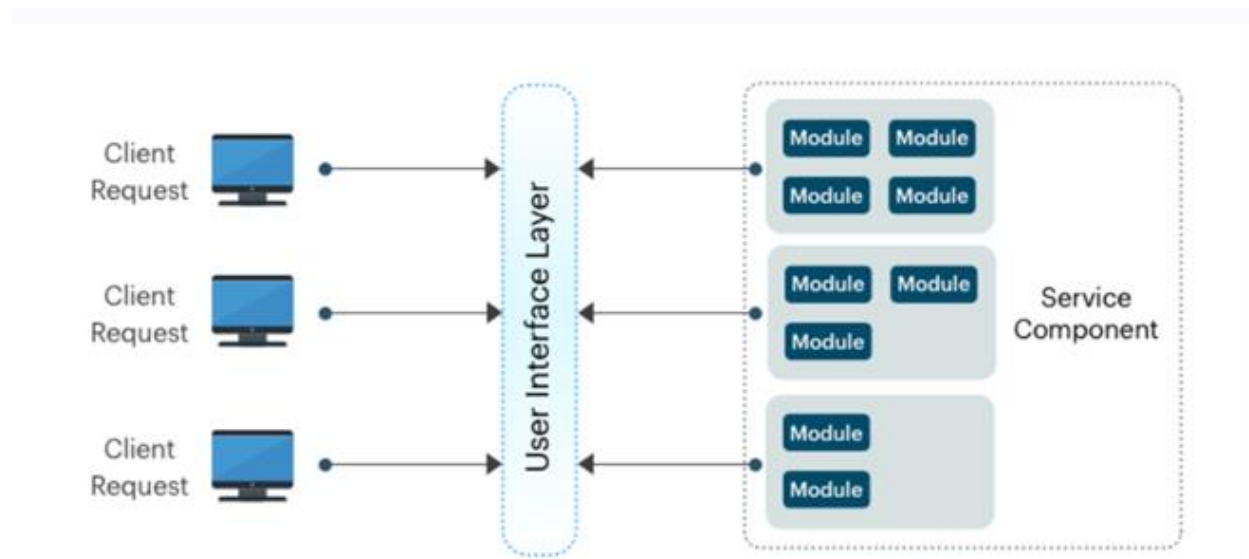 Client
Request
Client
Request
Client
Request
User Interface Layer
Module Module
Module Module
Module Module
Module
Module
Module
Service
Component